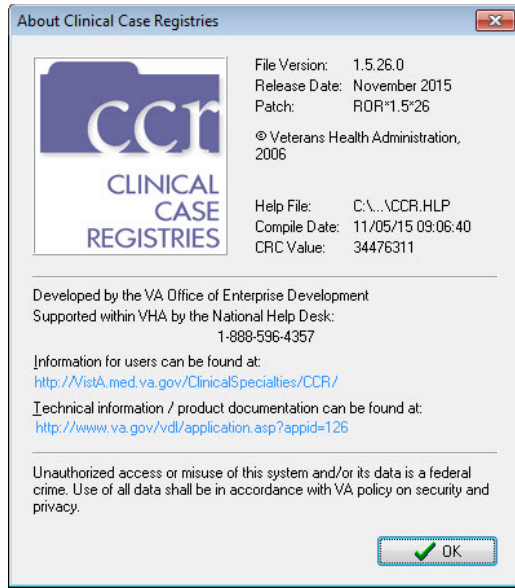 About Clinical Case Registries
ccr
CLINICAL
CASE
REGISTRIES
File Version: 1.5.26.0
Release Date: November 2015
Patch: ROR*1.5*26
© Veterans Health Administration,
2006
Help File: C:\...\CCR.HLP
Compile Date: 11/05/15 09:06:40
CRC Value: 34476311
Developed by the VA Office of Enterprise Development
Supported within VHA by the National Help Desk:
1-888-596-4357
Information for users can be found at:
http://VistA.med.va.gov/ClinicalSpecialties/CCR/
Technical information / product documentation can be found at:
http://www.va.gov/vdl/application.asp?appid=126
Unauthorized access or misuse of this system and/or its data is a federal
crime. Use of all data shall be in accordance with VA policy on security and
privacy.
OK